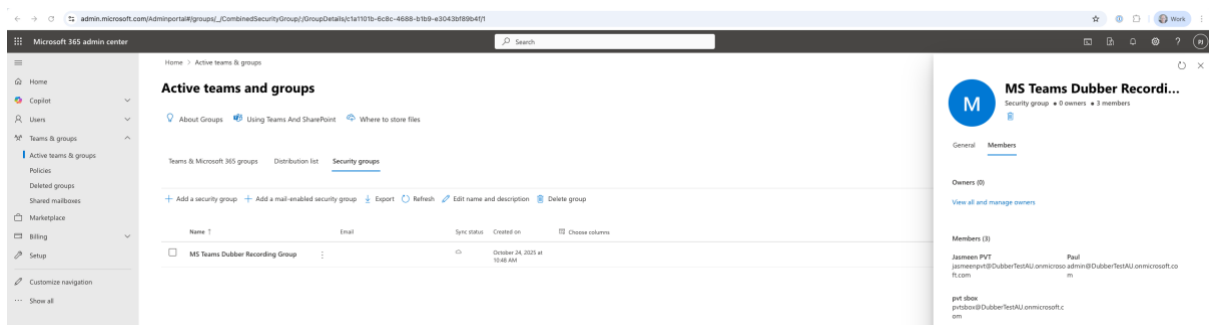 admin.microsoft.com/Adminportal#/groups/_/CombinedSecurityGroup/;/GroupDetails/c1a1101b-6c8c-4688-b1b9-e3043bf89b4f/1
Work
Microsoft 365 admin center
Search
PJ
Home
Copilot
Users
Teams & groups
Active teams & groups
Policies
Deleted groups
Shared mailboxes
Marketplace
Billing
Setup
Customize navigation
Show all
Home > Active teams & groups
Active teams and groups
About Groups Using Teams And SharePoint Where to store files
Teams & Microsoft 365 groups Distribution list Security groups
Add a security group Add a mail-enabled security group Export Refresh Edit name and description Delete group
Name ↑ Email Sync status Created on Choose columns
MS Teams Dubber Recording Group October 24, 2025 at
10:48 AM
M
MS Teams Dubber Recordi...
Security group • 0 owners • 3 members
General Members
Owners (0)
View all and manage owners
Members (3)
Jasmeen PVT Paul
jasmeenpvt@DubberTestAU.onmicroso admin@DubberTestAU.onmicrosoft.co
ft.com m
pvt sbox
pvtsbox@DubberTestAU.onmicrosoft.c
om